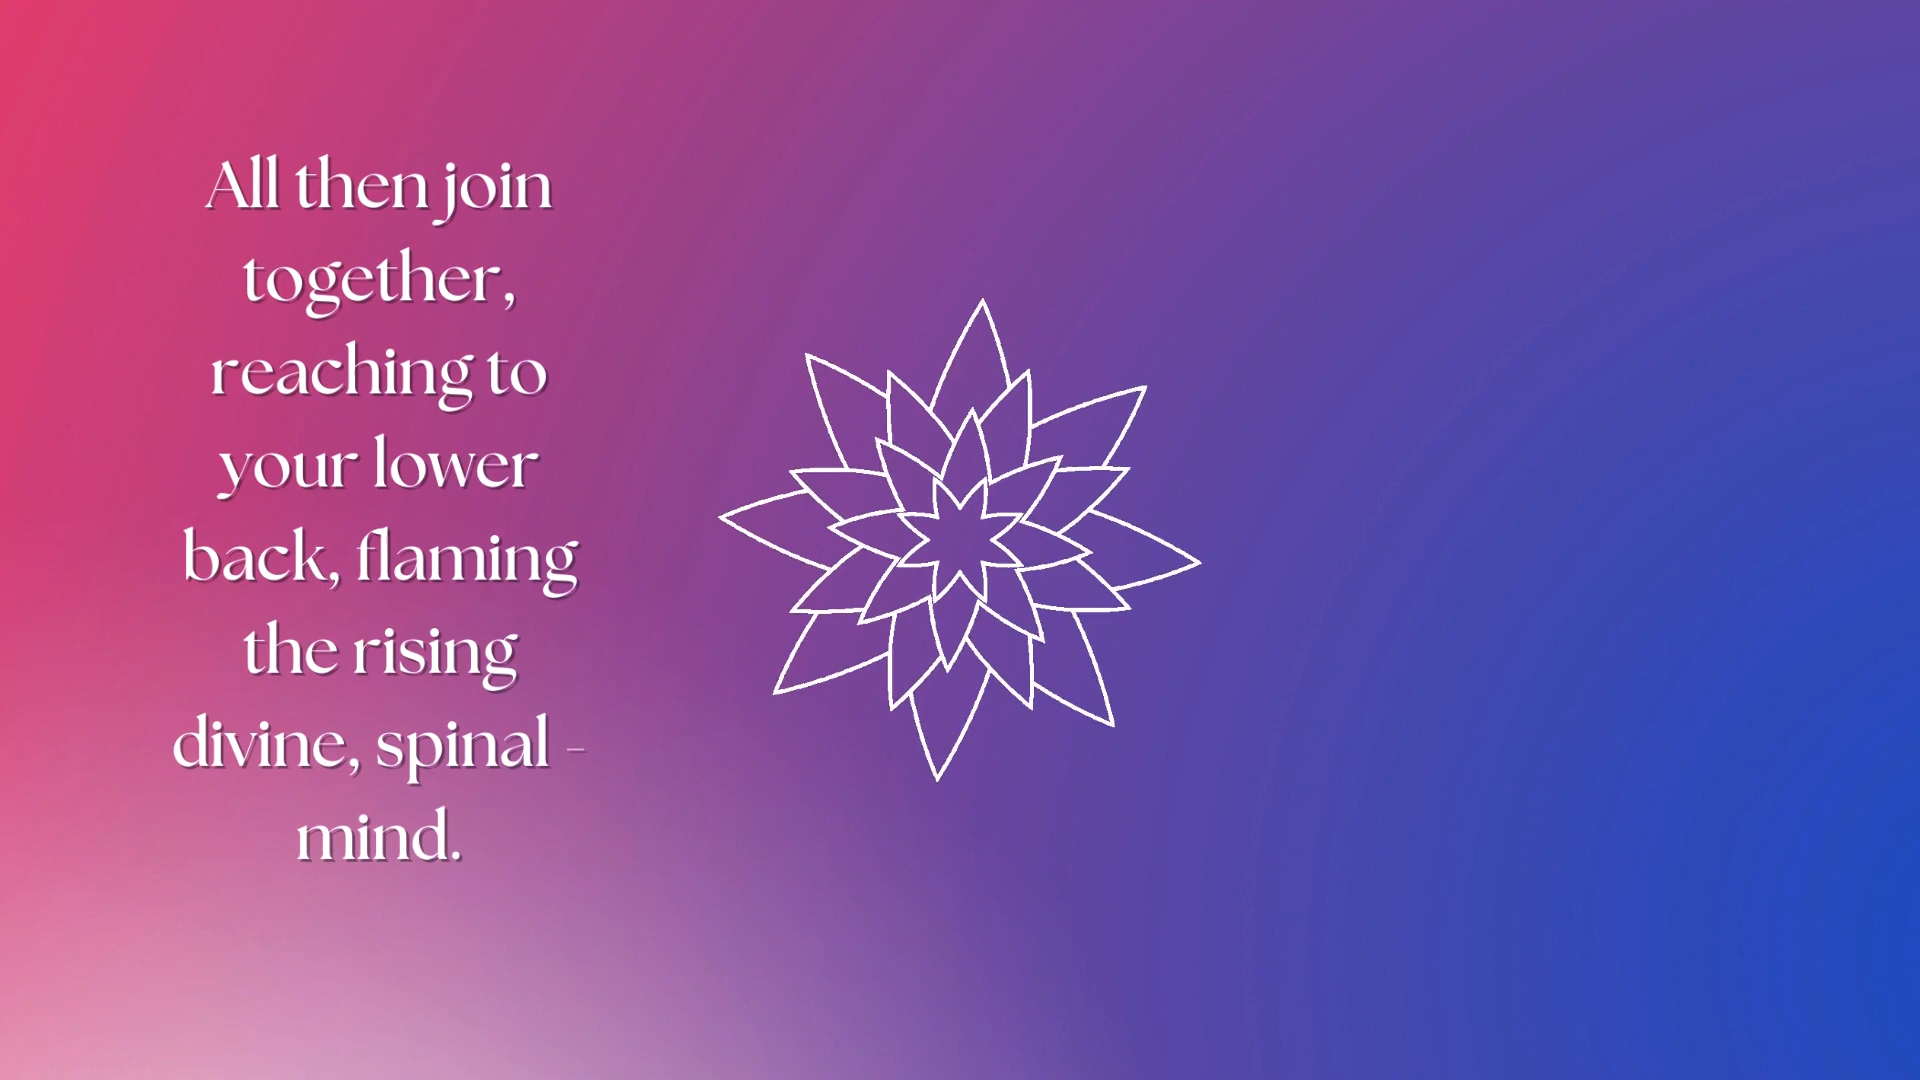 All then join
together,
reaching to
your lower
back, flaming
the rising
divine, spinal -
mind.